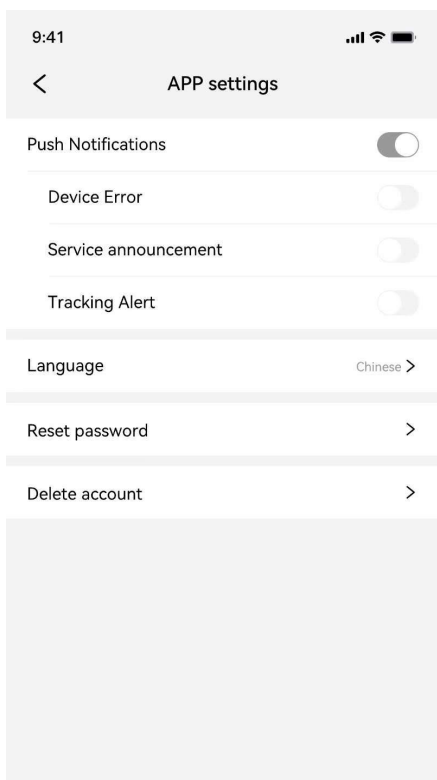 9:41
APP settings
Push Notifications
Device Error
Service announcement
Tracking Alert
Language Chinese
Reset password
Delete account